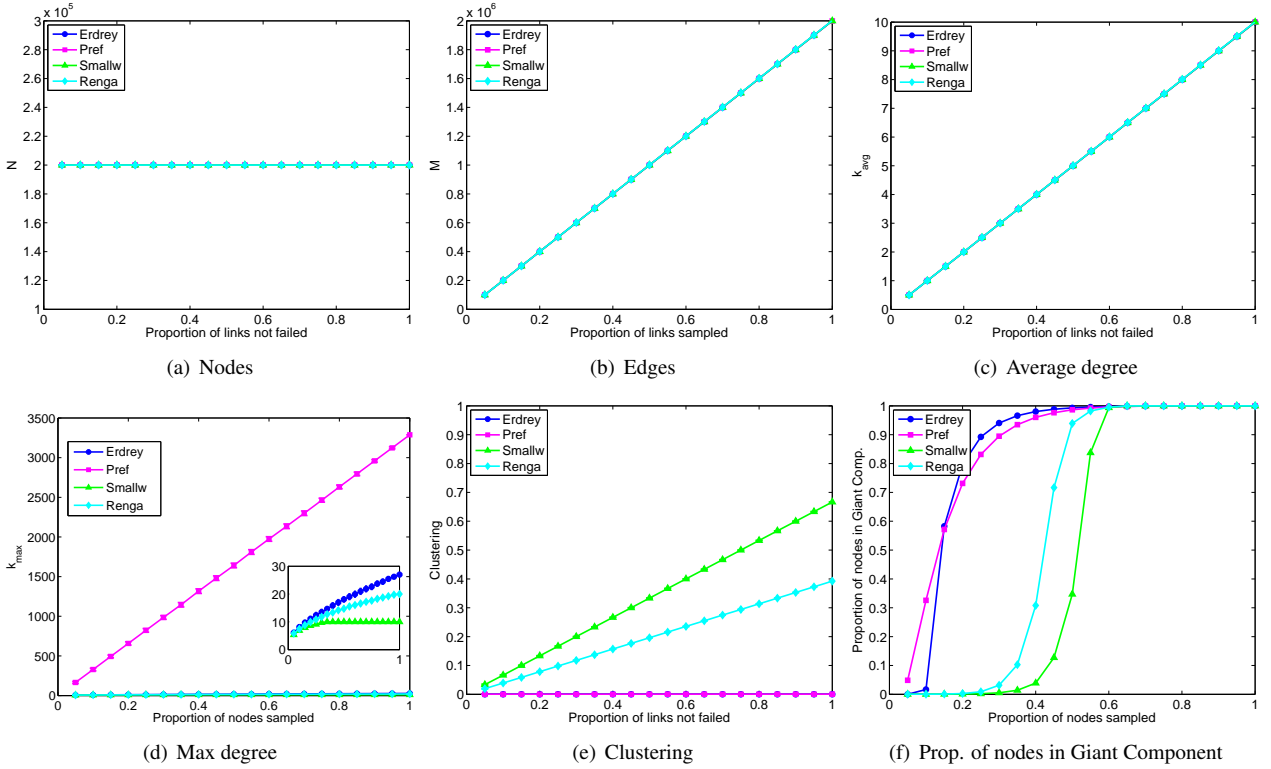 x 10^5
3
2.8
2.6
2.4
2.2
2
1.8
1.6
1.4
1.2
1
N
Erdrey
Pref
Smallw
Renga
0 0.2 0.4 0.6 0.8 1
Proportion of links not failed
(a) Nodes
x 10^6
2
1.8
1.6
1.4
1.2
1
0.8
0.6
0.4
0.2
0
M
Erdrey
Pref
Smallw
Renga
0 0.2 0.4 0.6 0.8 1
Proportion of links sampled
(b) Edges
10
9
8
7
6
5
4
3
2
1
0
k_avg
Erdrey
Pref
Smallw
Renga
0 0.2 0.4 0.6 0.8 1
Proportion of links not failed
(c) Average degree
3500
3000
2500
2000
1500
1000
500
0
k_max
Erdrey
Pref
Smallw
Renga
30
20
10
0
0 1
0 0.2 0.4 0.6 0.8 1
Proportion of nodes sampled
(d) Max degree
1
0.9
0.8
0.7
0.6
0.5
0.4
0.3
0.2
0.1
0
Clustering
Erdrey
Pref
Smallw
Renga
0 0.2 0.4 0.6 0.8 1
Proportion of links not failed
(e) Clustering
1
0.9
0.8
0.7
0.6
0.5
0.4
0.3
0.2
0.1
0
Proportion of nodes in Giant Comp.
Erdrey
Pref
Smallw
Renga
0 0.2 0.4 0.6 0.8 1
Proportion of nodes sampled
(f) Prop. of nodes in Giant Component